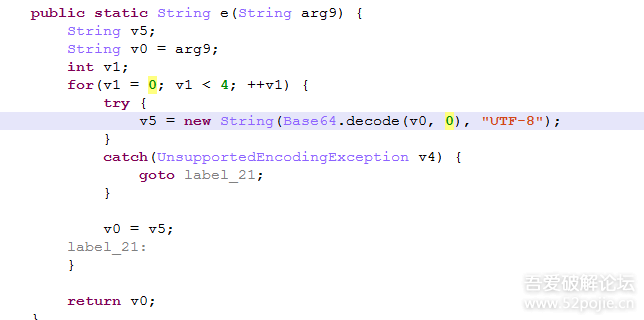 public static String e(String arg9) {
    String v5;
    String v0 = arg9;
    int v1;
    for(v1 = 0; v1 < 4; ++v1) {
        try {
            v5 = new String(Base64.decode(v0, 0), "UTF-8");
        }
        catch(UnsupportedEncodingException v4) {
            goto label_21;
        }

        v0 = v5;
    label_21:
    }

    return v0;
}
吾爱破解论坛
www.52pojie.cn